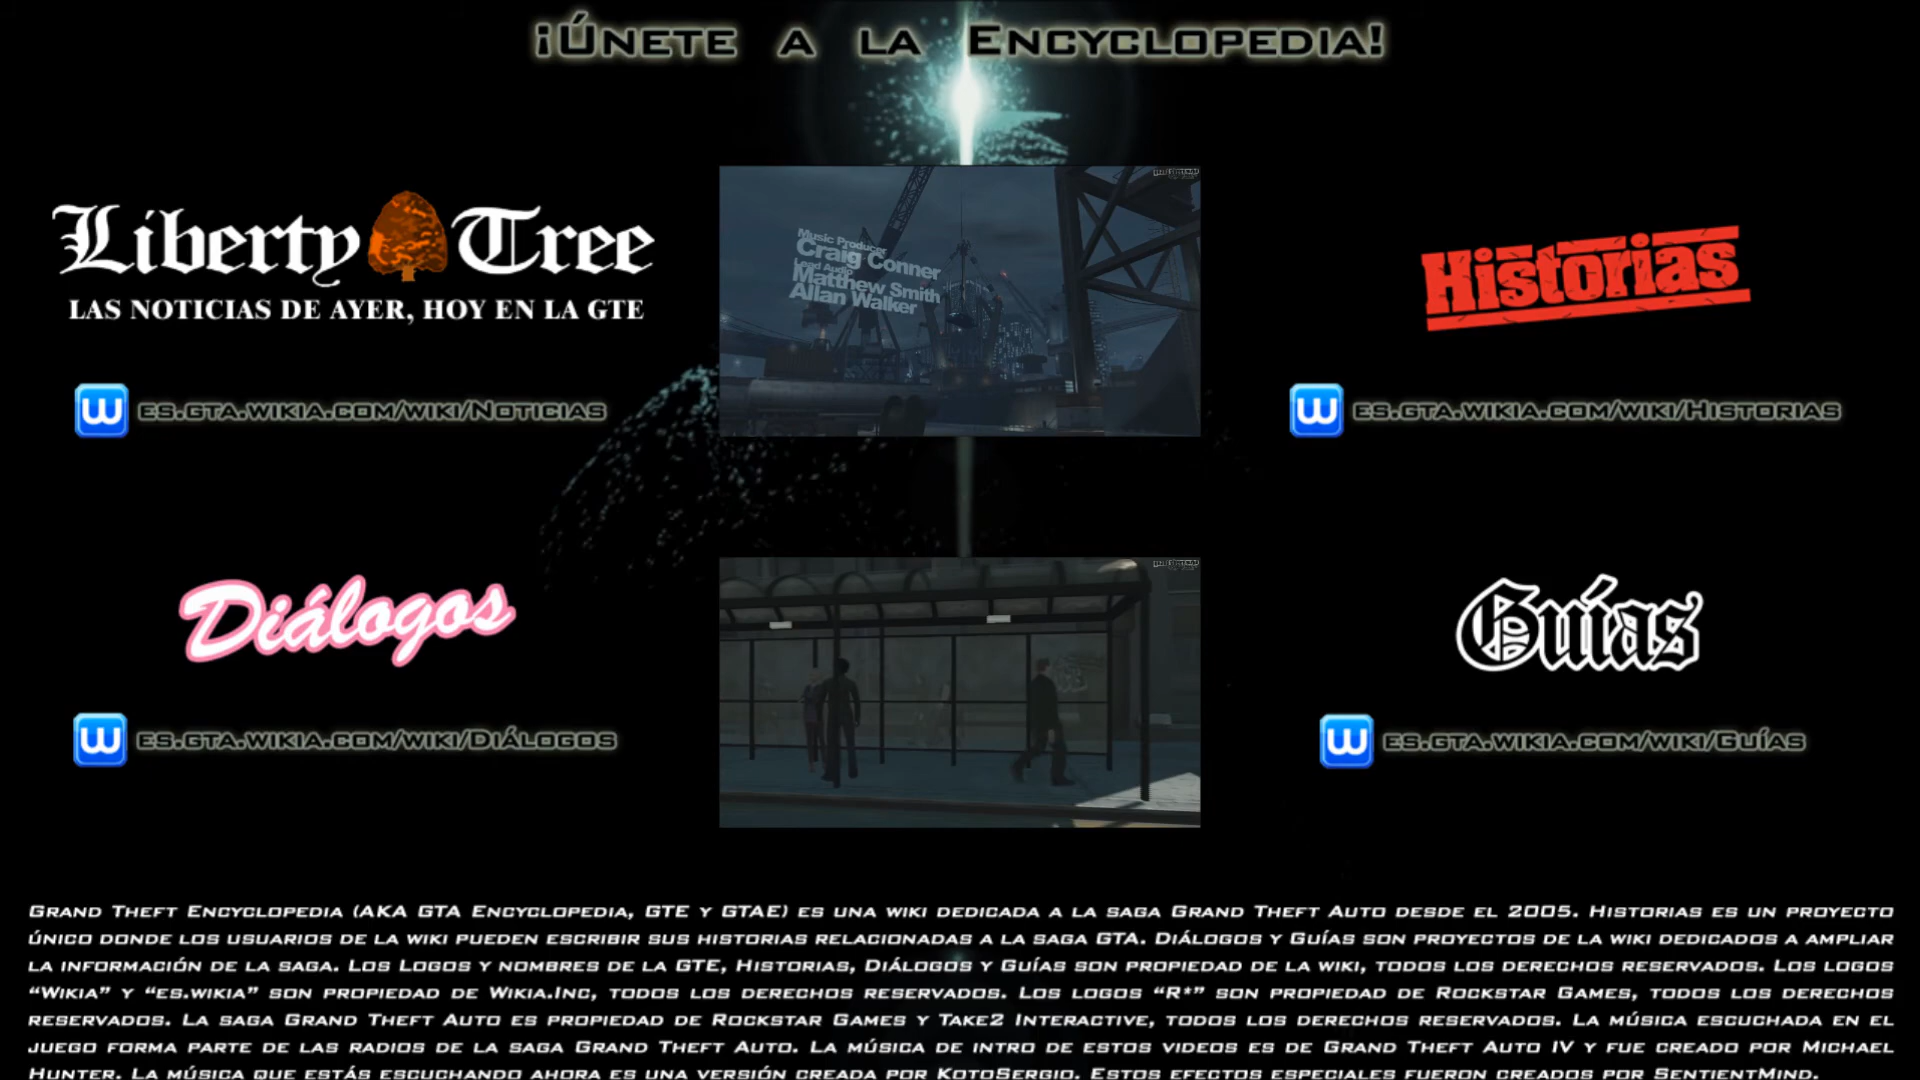 ¡Únete a la Encyclopedia!
Liberty Tree
LAS NOTICIAS DE AYER, HOY EN LA GTE
W es.gta.wikia.com/wiki/Noticias
Music Producer
Craig Conner
Lead Audio
Matthew Smith
Allan Walker
Historias
W es.gta.wikia.com/wiki/Historias
Diálogos
W es.gta.wikia.com/wiki/Diálogos
Guías
W es.gta.wikia.com/wiki/Guías
Grand Theft Encyclopedia (AKA GTA Encyclopedia, GTE y GTAE) es una wiki dedicada a la saga Grand Theft Auto desde el 2005. Historias es un proyecto
único donde los usuarios de la wiki pueden escribir sus historias relacionadas a la saga GTA. Diálogos y Guías son proyectos de la wiki dedicados a ampliar
la información de la saga. Los Logos y nombres de la GTE, Historias, Diálogos y Guías son propiedad de la wiki, todos los derechos reservados. Los logos
“Wikia” y “es.wikia” son propiedad de Wikia.Inc, todos los derechos reservados. Los logos “R*” son propiedad de Rockstar Games, todos los derechos
reservados. La saga Grand Theft Auto es propiedad de Rockstar Games y Take2 Interactive, todos los derechos reservados. La música escuchada en el
juego forma parte de las radios de la saga Grand Theft Auto. La música de intro de estos videos es de Grand Theft Auto IV y fue creado por Michael
Hunter. La música que estás escuchando ahora es una versión creada por KotoSergio. Estos efectos especiales fueron creados por SentientMind.